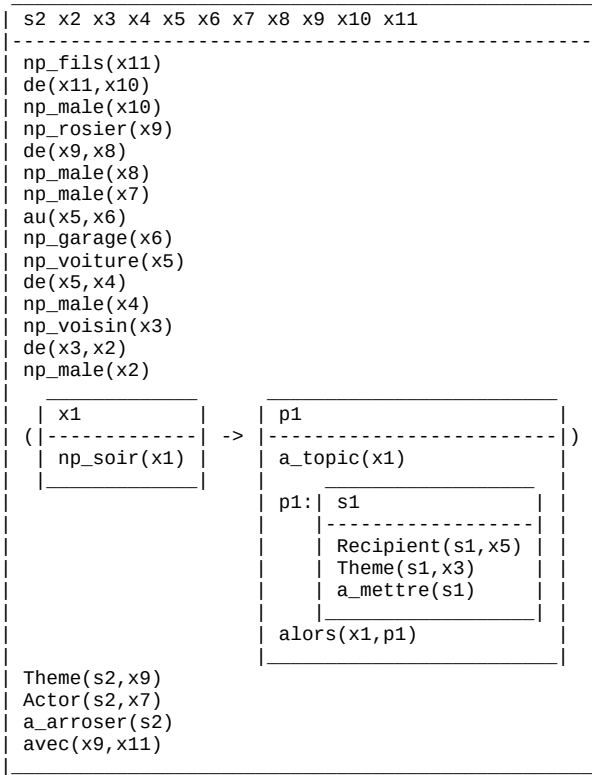 s2 x2 x3 x4 x5 x6 x7 x8 x9 x10 x11
np_fils(x11)
de(x11,x10)
np_male(x10)
np_rosier(x9)
de(x9,x8)
np_male(x8)
np_male(x7)
au(x5,x6)
np_garage(x6)
np_voiture(x5)
de(x5,x4)
np_male(x4)
np_voisin(x3)
de(x3,x2)
np_male(x2)
x1 p1
( -> )
np_soir(x1) a_topic(x1)
p1: s1
Recipient(s1,x5)
Theme(s1,x3)
a_mettre(s1)
alors(x1,p1)
Theme(s2,x9)
Actor(s2,x7)
a_arroser(s2)
avec(x9,x11)